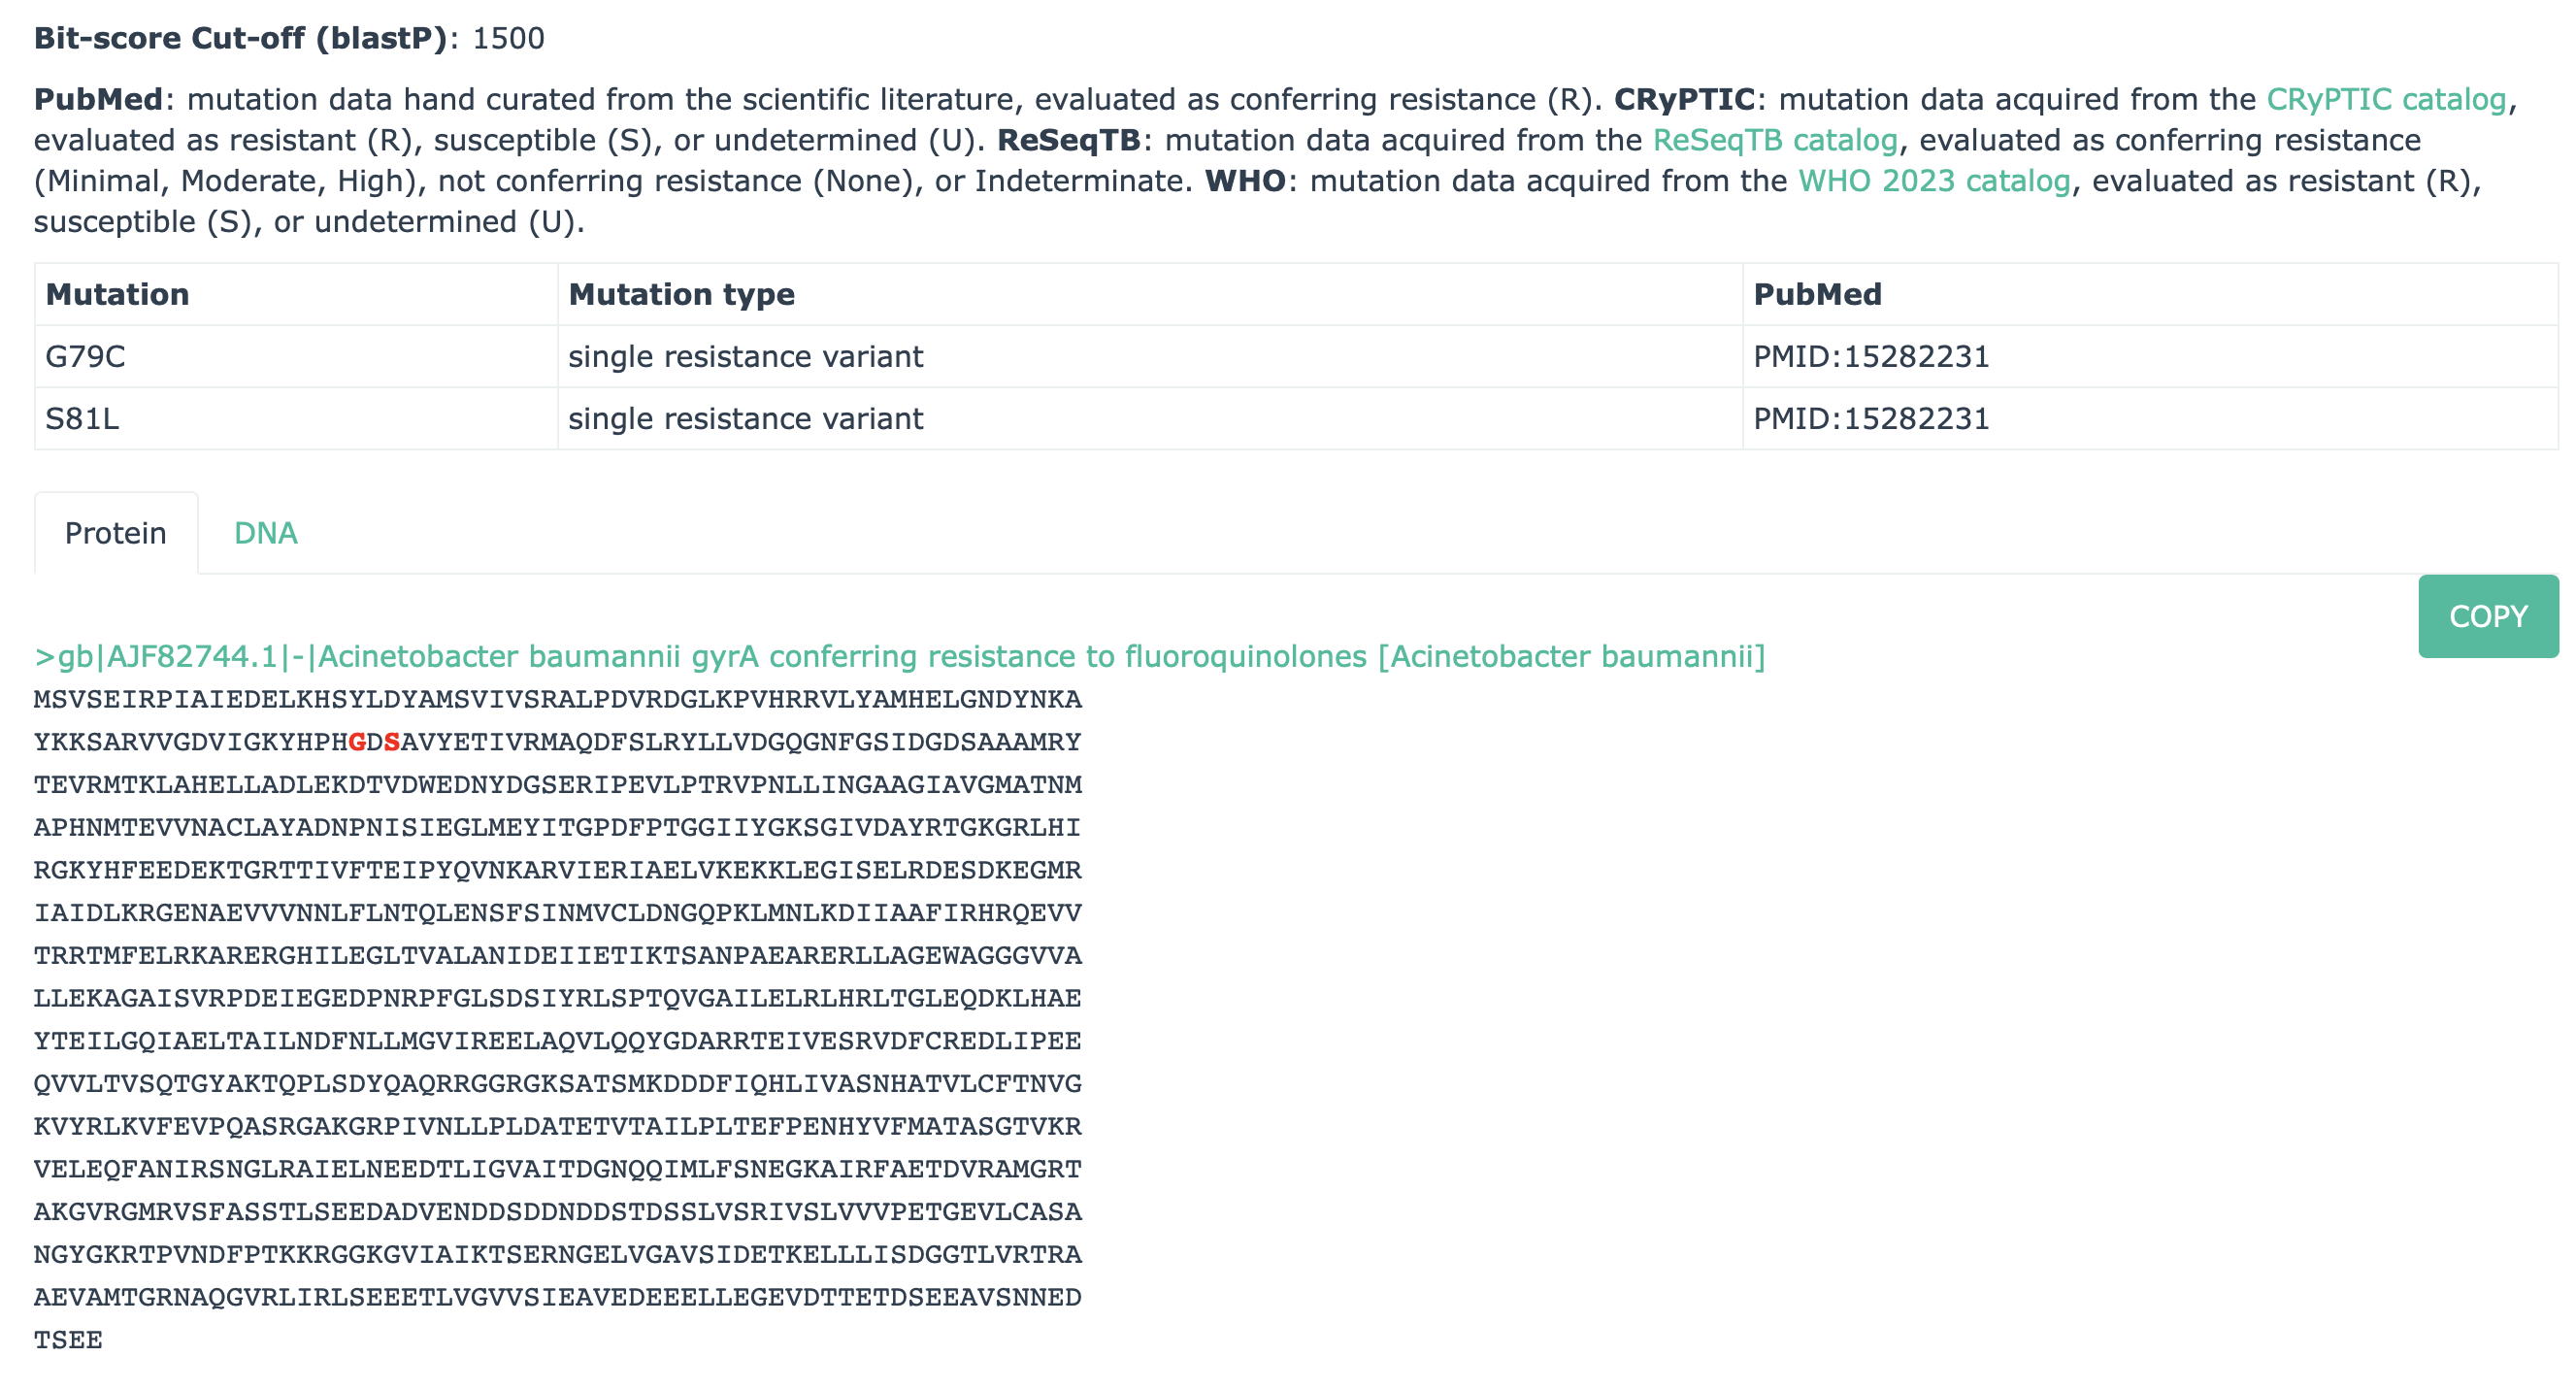 Bit-score Cut-off (blastP): 1500
PubMed: mutation data hand curated from the scientific literature, evaluated as conferring resistance (R). CRyPTIC: mutation data acquired from the CRyPTIC catalog,
evaluated as resistant (R), susceptible (S), or undetermined (U). ReSeqTB: mutation data acquired from the ReSeqTB catalog, evaluated as conferring resistance
(Minimal, Moderate, High), not conferring resistance (None), or Indeterminate. WHO: mutation data acquired from the WHO 2023 catalog, evaluated as resistant (R),
susceptible (S), or undetermined (U).
Mutation Mutation type PubMed
G79C single resistance variant PMID:15282231
S81L single resistance variant PMID:15282231
Protein DNA
COPY
>gb|AJF82744.1|-|Acinetobacter baumannii gyrA conferring resistance to fluoroquinolones [Acinetobacter baumannii]
MSVSEIRPIAIEDELKHSYLDYAMSVIVSRALPDVRDGLKPVHRRVLYAMHELGNDYNKA
YKKSARVVGDVIGKYHPHGDSAVYETIVRMAQDFSLRYLLVDGQGNFGSIDGDSAAAMRY
TEVRMTKLAHELLADLEKDTVDWEDNYDGSERIPEVLPTRVPNLLINGAAGIAVGMATNM
APHNMTEVVNACLAYADNPNISIEGLMEYITGPDFPTGGIIYGKSGIVDAYRTGKGRLHI
RGKYHFEEDEKTGRTTIVFTEIPYQVNKARVIERIAELVKEKKLEGISELRDESDKEGMR
IAIDLKRGENAEVVVNNLFLNTQLENSFSINMVCLDNGQPKLMNLKDIIAAFIRHRQEVV
TRRTMFELRKARERGHILEGLTVALANIDEIIETIKTSANPAEARERLLAGEWAGGGVVA
LLEKAGAISVRPDEIEGEDPNRPFGLSDSIYRLSPTQVGAILELRLHRLTGLEQDKLHAE
YTEILGQIAELTAILNDFNLLMGVIREELAQVLQQYGDARRTEIVESRVDFCREDLIPEE
QVVLTVSQTGYAKTQPLSDYQAQRRGGRGKSATSMKDDDFIQHLIVASNHATVLCFTNVG
KVYRLKVFEVPQASRGAKGRPIVNLLPLDATETVTAILPLTEFPENHYVFMATASGTVKR
VELEQFANIRSNGLRAIELNEEDTLIGVAITDGNQQIMLFSNEGKAIRFAETDVRAMGRT
AKGVRGMRVSFASSTLSEEDADVENDDSDDNDDSTDSSLVSRIVSLVVVPETGEVLCASA
NGYGKRTPVNDFPTKKRGGKGVIAIKTSERNGELVGAVSIDETKELLLISDGGTLVRTRA
AEVAMTGRNAQGVRLIRLSEEETLVGVVSIEAVEDEEELLEGEVDTTETDSEEAVSNNED
TSEE